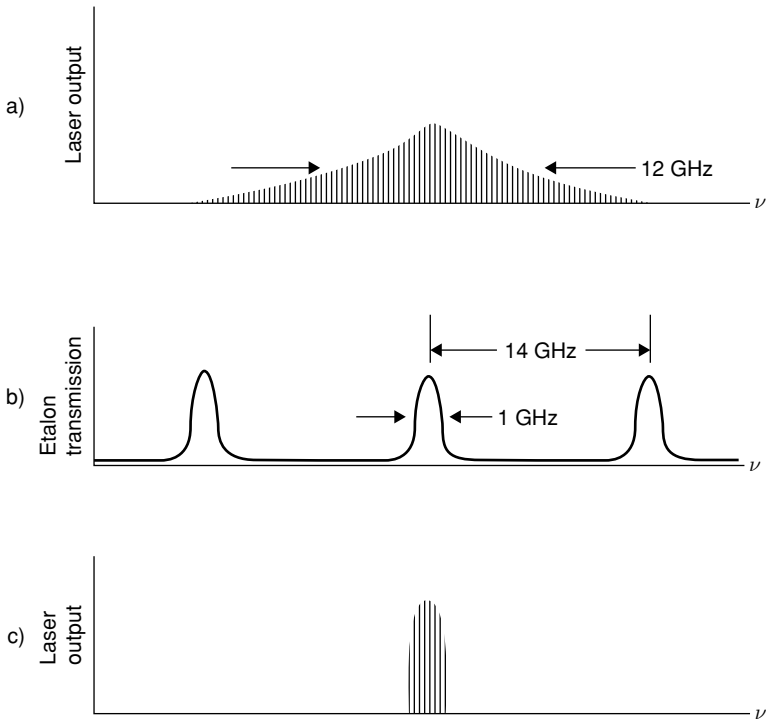 a)
Laser output
12 GHz
ν
b)
Etalon
transmission
14 GHz
1 GHz
ν
c)
Laser
output
ν